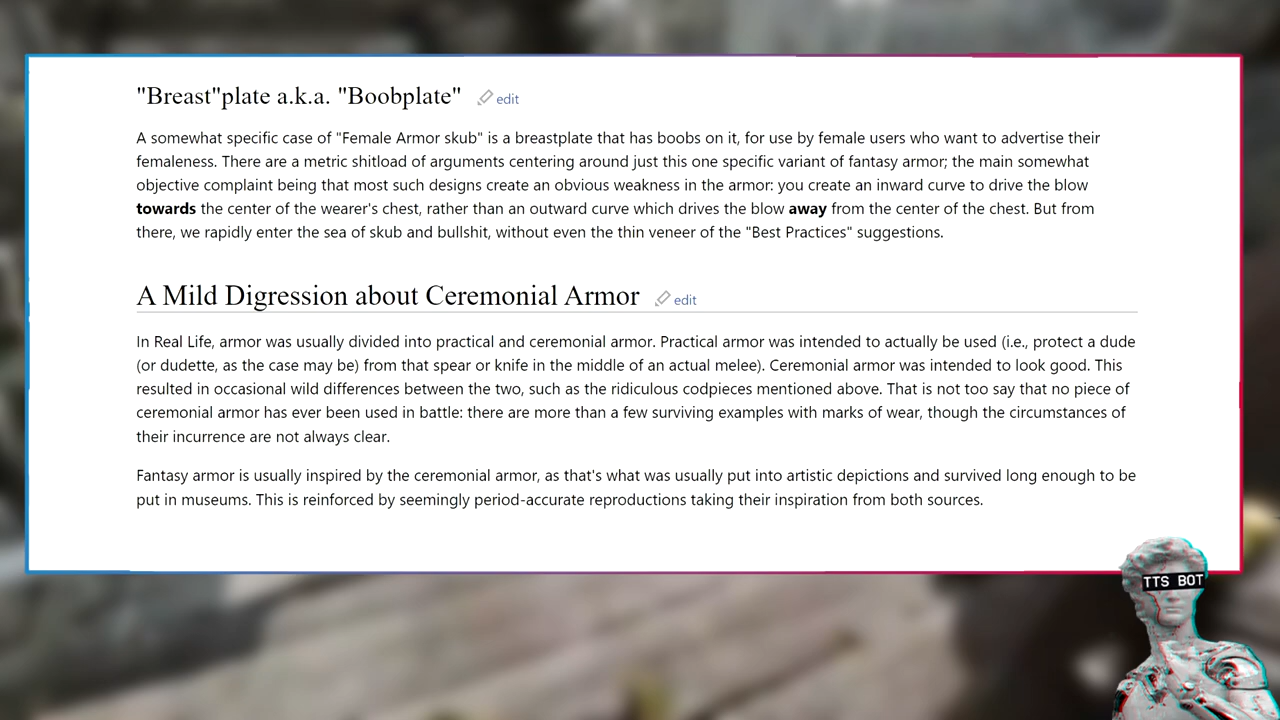 "Breast"plate a.k.a. "Boobplate" edit
A somewhat specific case of "Female Armor skub" is a breastplate that has boobs on it, for use by female users who want to advertise their
femaleness. There are a metric shitload of arguments centering around just this one specific variant of fantasy armor; the main somewhat
objective complaint being that most such designs create an obvious weakness in the armor: you create an inward curve to drive the blow
towards the center of the wearer's chest, rather than an outward curve which drives the blow away from the center of the chest. But from
there, we rapidly enter the sea of skub and bullshit, without even the thin veneer of the "Best Practices" suggestions.
A Mild Digression about Ceremonial Armor edit
In Real Life, armor was usually divided into practical and ceremonial armor. Practical armor was intended to actually be used (i.e., protect a dude
(or dudette, as the case may be) from that spear or knife in the middle of an actual melee). Ceremonial armor was intended to look good. This
resulted in occasional wild differences between the two, such as the ridiculous codpieces mentioned above. That is not too say that no piece of
ceremonial armor has ever been used in battle: there are more than a few surviving examples with marks of wear, though the circumstances of
their incurrence are not always clear.
Fantasy armor is usually inspired by the ceremonial armor, as that's what was usually put into artistic depictions and survived long enough to be
put in museums. This is reinforced by seemingly period-accurate reproductions taking their inspiration from both sources.
TTS BOT